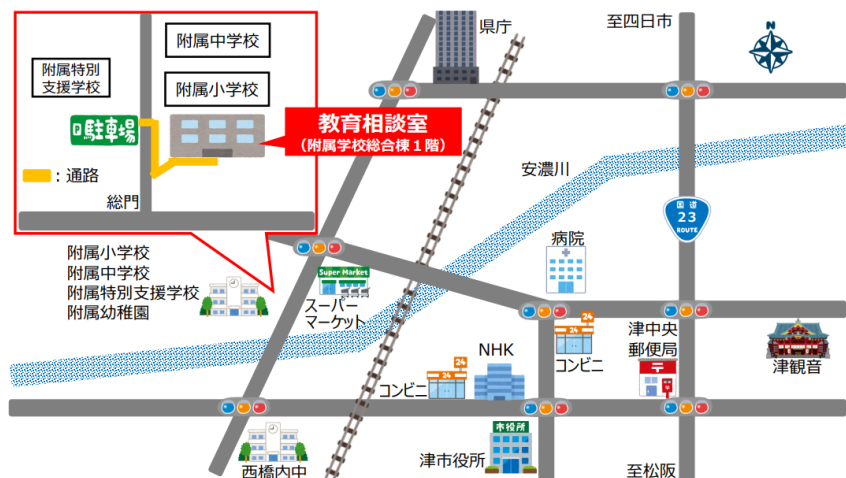 附属中学校
附属特別
支援学校
附属小学校
P駐車場
教育相談室
（附属学校総合棟１階）
：通路
総門
県庁
至四日市
安濃川
国道
23
ROUTE
病院
附属小学校
附属中学校
附属特別支援学校
附属幼稚園
Super Market
スーパー
マーケット
24
24
コンビニ
津中央
郵便局
津観音
NHK
24
24
コンビニ
市役所
津市役所
西橋内中
至松阪